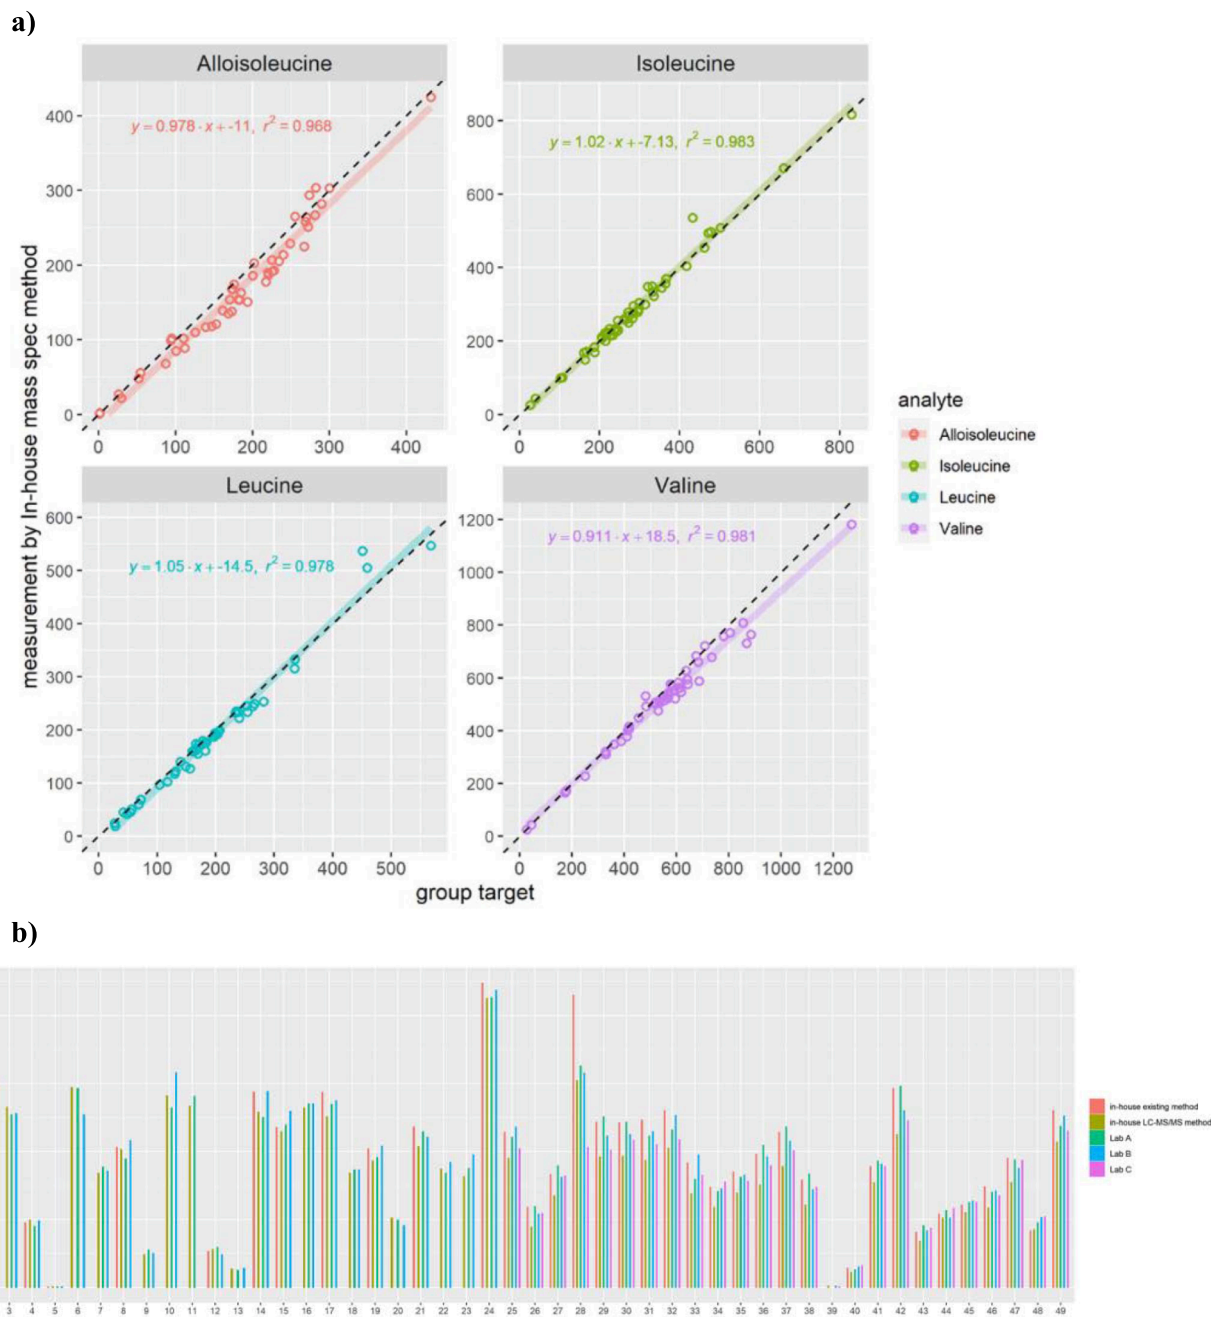 a)
Alloisoleucine
Isoleucine
y = 0.978 · x + -11, r² = 0.968
y = 1.02 · x + -7.13, r² = 0.983
400
300
200
100
0
800
600
400
200
0
0 100 200 300 400
0 200 400 600 800
measurement by In-house mass spec method
Leucine
Valine
y = 1.05 · x + -14.5, r² = 0.978
y = 0.911 · x + 18.5, r² = 0.981
600
500
400
300
200
100
0
1200
1000
800
600
400
200
0
0 100 200 300 400 500
0 200 400 600 800 1000 1200
group target
analyte
Alloisoleucine
Isoleucine
Leucine
Valine
b)
in-house existing method
in-house LC-MS/MS method
Lab A
Lab B
Lab C
3 4 5 6 7 8 9 10 11 12 13 14 15 16 17 18 19 20 21 22 23 24 25 26 27 28 29 30 31 32 33 34 35 36 37 38 39 40 41 42 43 44 45 46 47 48 49